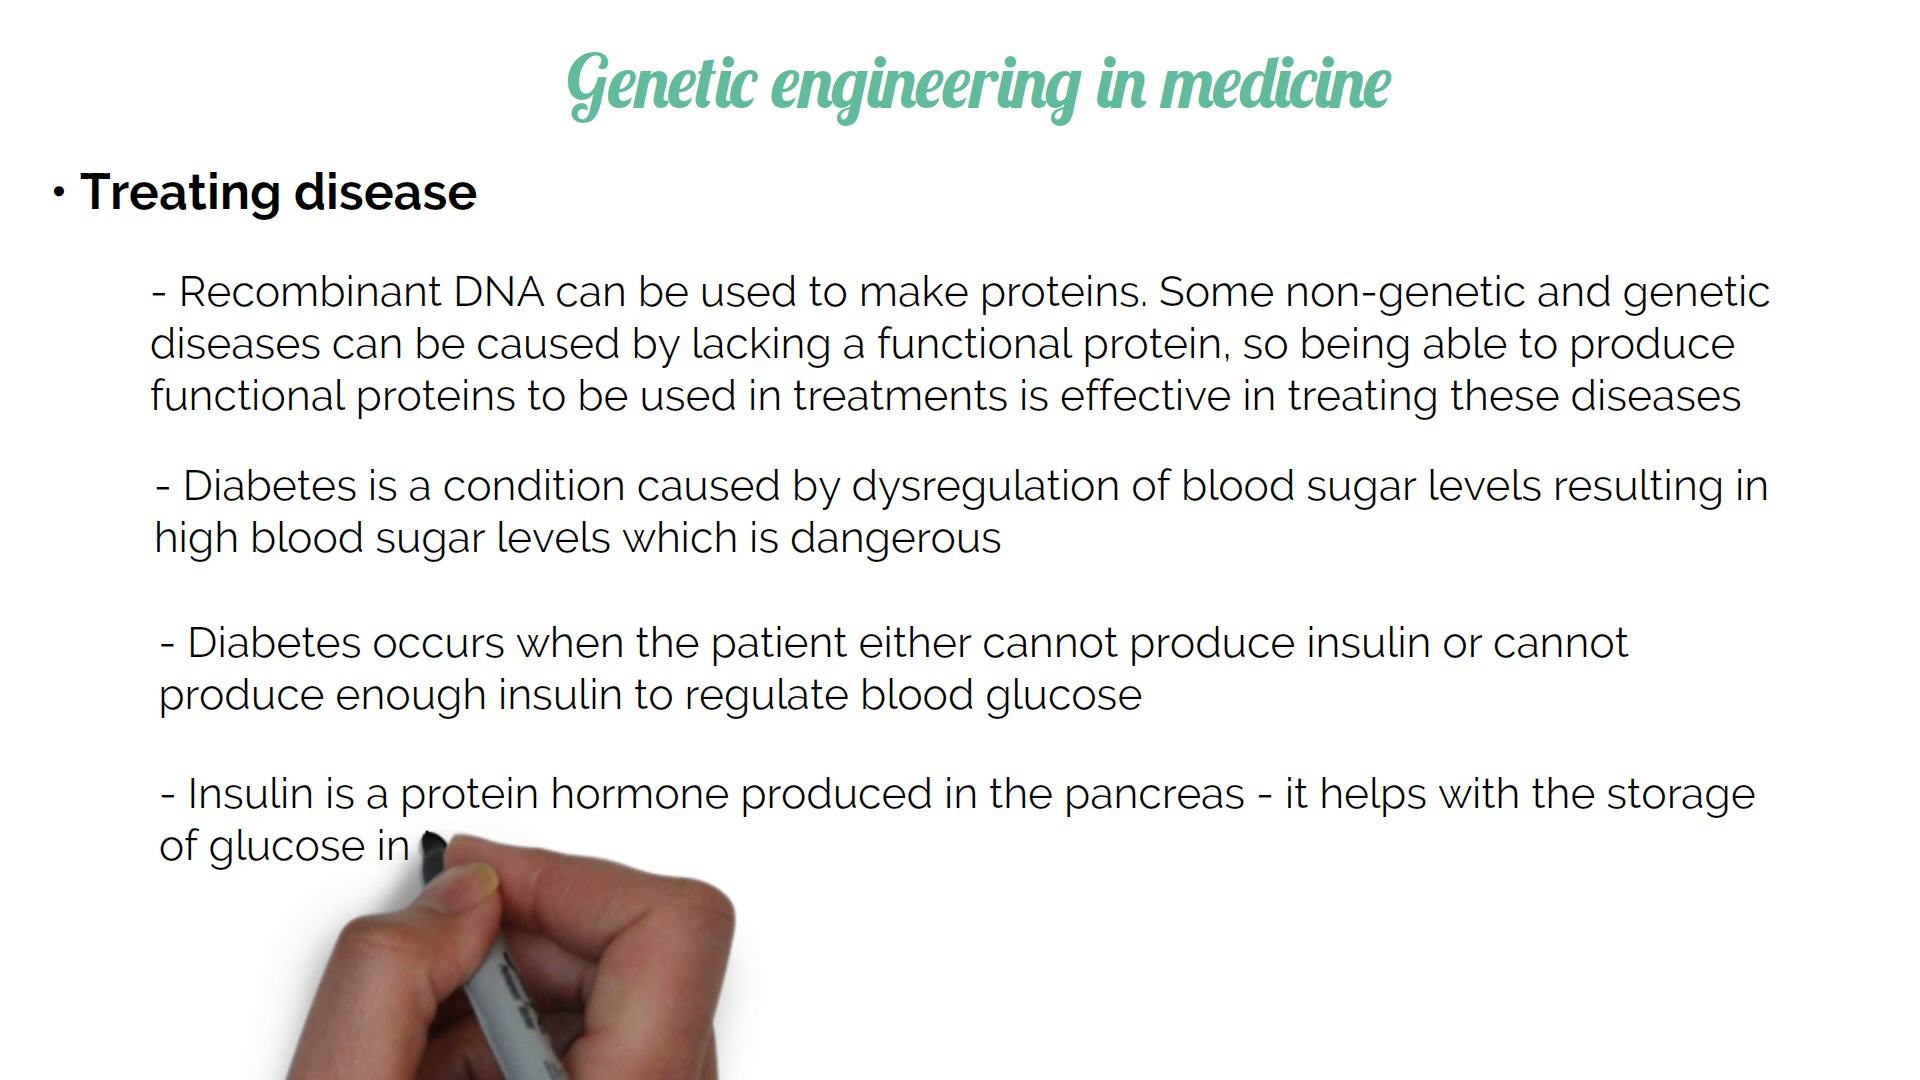 Genetic engineering in medicine
• Treating disease
- Recombinant DNA can be used to make proteins. Some non-genetic and genetic
diseases can be caused by lacking a functional protein, so being able to produce
functional proteins to be used in treatments is effective in treating these diseases
- Diabetes is a condition caused by dysregulation of blood sugar levels resulting in
high blood sugar levels which is dangerous
- Diabetes occurs when the patient either cannot produce insulin or cannot
produce enough insulin to regulate blood glucose
- Insulin is a protein hormone produced in the pancreas - it helps with the storage
of glucose in